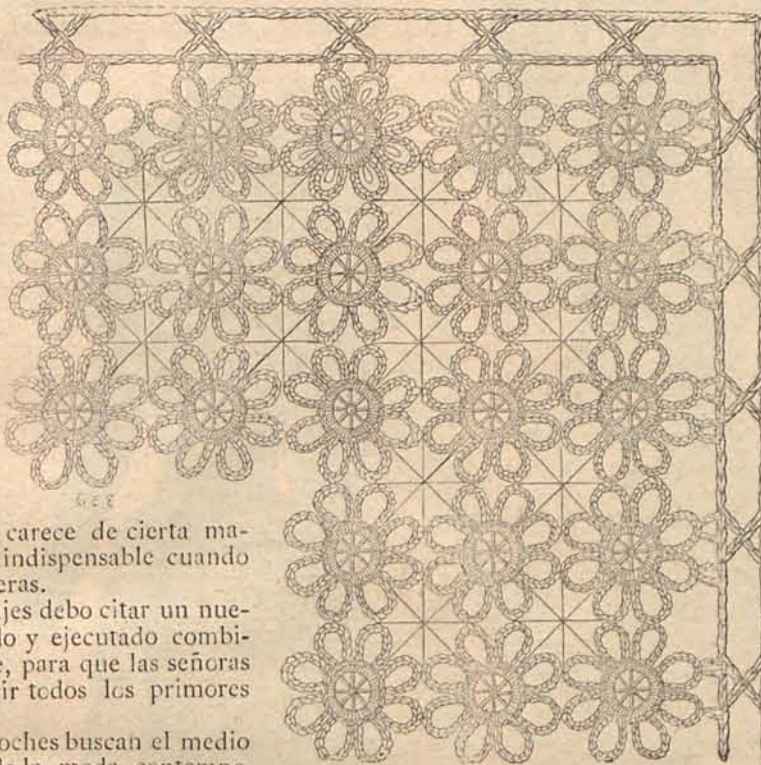 carece de cierta ma-
indispensable cuando
eras.
jes debo citar un nue-
do y ejecutado combi-
e, para que las señoras
ir todos los primores
oches buscan el medio